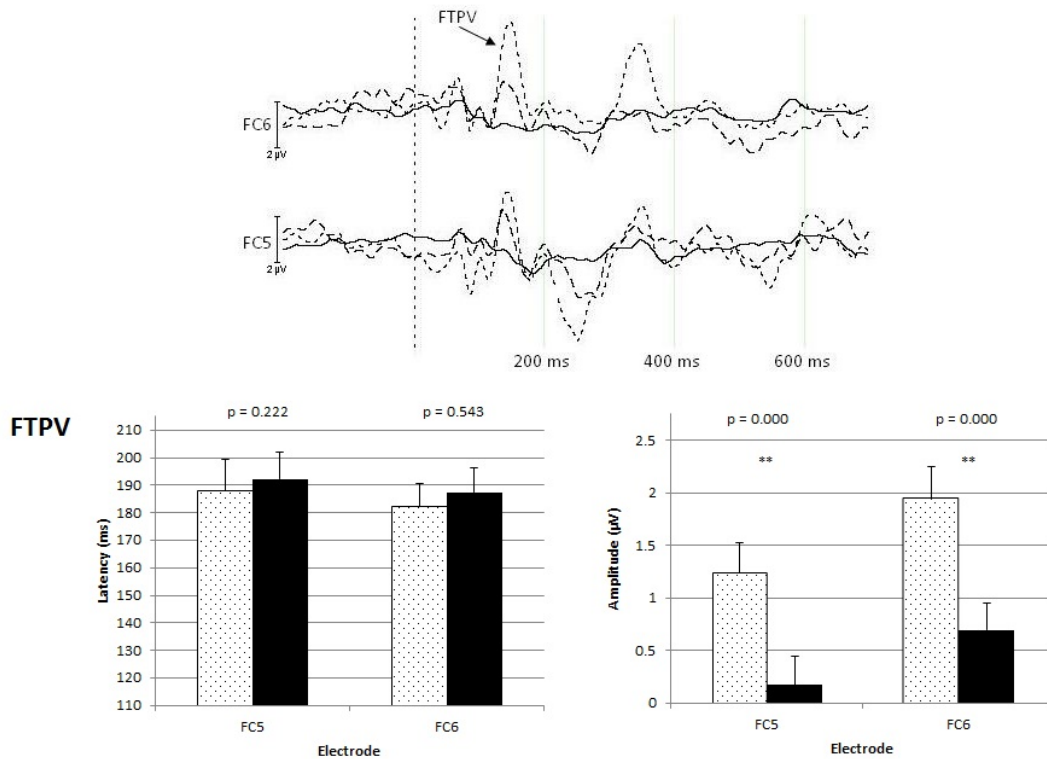 FTPV
FC6
2 µV
FC5
2 µV
200 ms 400 ms 600 ms
FTPV
p = 0.222 p = 0.543
210
200
190
180
170
160
150
140
130
120
110
Latency (ms)
FC5 FC6
Electrode
p = 0.000 p = 0.000
** **
2.5
2
1.5
1
0.5
0
Amplitude (µV)
FC5 FC6
Electrode